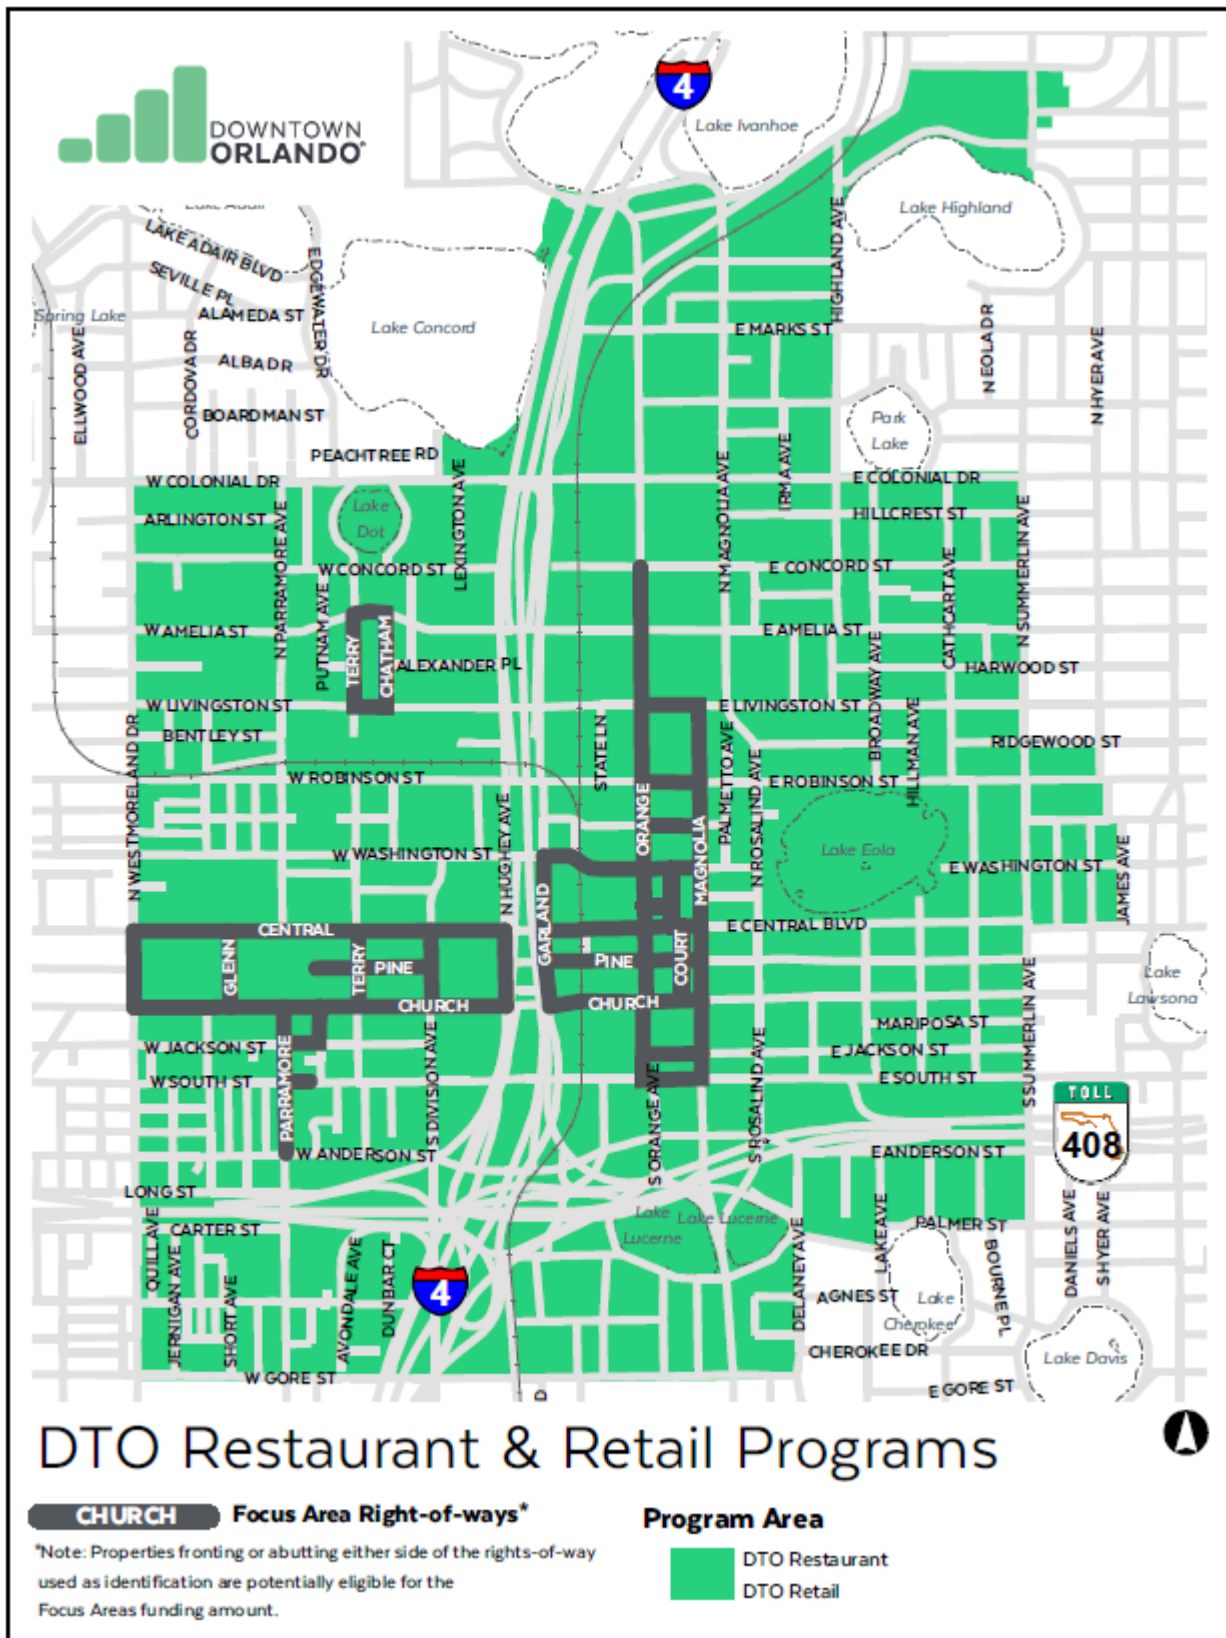 4
Lake Ivanhoe
DOWNTOWN
ORLANDO
Lake Adair
Lake Highland
LAKE ADAIR BLVD
EDGEWATER DR
HIGHLAND AVE
SEVILLE PL
Spring Lake
ALAMEDA ST
Lake Concord
E MARKS ST
ELLWOOD AVE
CORDOVA DR
ALBA DR
N EOLA DR
N HYER AVE
BOARDMAN ST
Park
Lake
PEACHTREE RD
W COLONIAL DR
LEXINGTON AVE
N MAGNOLIA AVE
IRMA AVE
E COLONIAL DR
ARLINGTON ST
N PARRAMORE AVE
Lake
Dot
HILLCREST ST
N SUMMERLIN AVE
W CONCORD ST
E CONCORD ST
CATHCART AVE
PUTNAM AVE
W AMELIA ST
TERRY
CHATHAM
E AMELIA ST
ALEXANDER PL
BROADWAY AVE
HARWOOD ST
W LIVINGSTON ST
E LIVINGSTON ST
BENTLEY ST
STATE LN
PALMETTO AVE
HILLMAN AVE
RIDGEWOOD ST
N WESTMORELAND DR
W ROBINSON ST
N ROSALIND AVE
E ROBINSON ST
N HUGHEY AVE
ORANGE
MAGNOLIA
W WASHINGTON ST
Lake Eola
E WASHINGTON ST
JAMES AVE
GARLAND
CENTRAL
E CENTRAL BLVD
GLENN
TERRY
PINE
PINE
COURT
Lake
Lawsona
CHURCH
CHURCH
S SUMMERLIN AVE
MARIPOSA ST
W JACKSON ST
E JACKSON ST
PARRAMORE
S DIVISION AVE
S ROSALIND AVE
W SOUTH ST
E SOUTH ST
S ORANGE AVE
TOLL
408
W ANDERSON ST
E ANDERSON ST
LONG ST
CARTER ST
Lake
Lucerne
Lake Lucerne
PALMER ST
QUILL AVE
DELANEY AVE
LAKE AVE
DANIELS AVE
S HYER AVE
JERNIGAN AVE
SHORT AVE
AVONDALE AVE
DUNBAR CT
4
BOURNE PL
AGNES ST
Lake
Cherokee
CHEROKEE DR
Lake Davis
W GORE ST
E GORE ST
D
DTO Restaurant & Retail Programs
CHURCH Focus Area Right-of-ways*
Program Area
*Note: Properties fronting or abutting either side of the rights-of-way
used as identification are potentially eligible for the
Focus Areas funding amount.
DTO Restaurant
DTO Retail